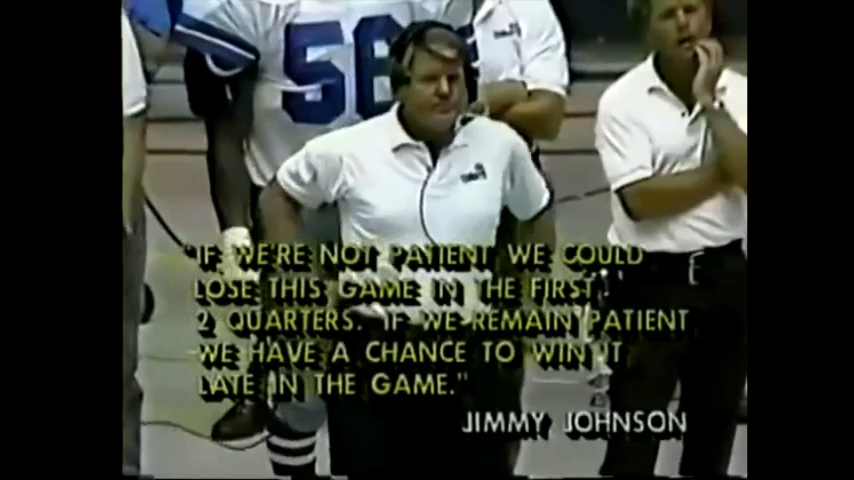 56
"IF WE'RE NOT PATIENT WE COULD
LOSE THIS GAME IN THE FIRST
2 QUARTERS. IF WE REMAIN PATIENT
WE HAVE A CHANCE TO WIN IT
LATE IN THE GAME."
JIMMY JOHNSON